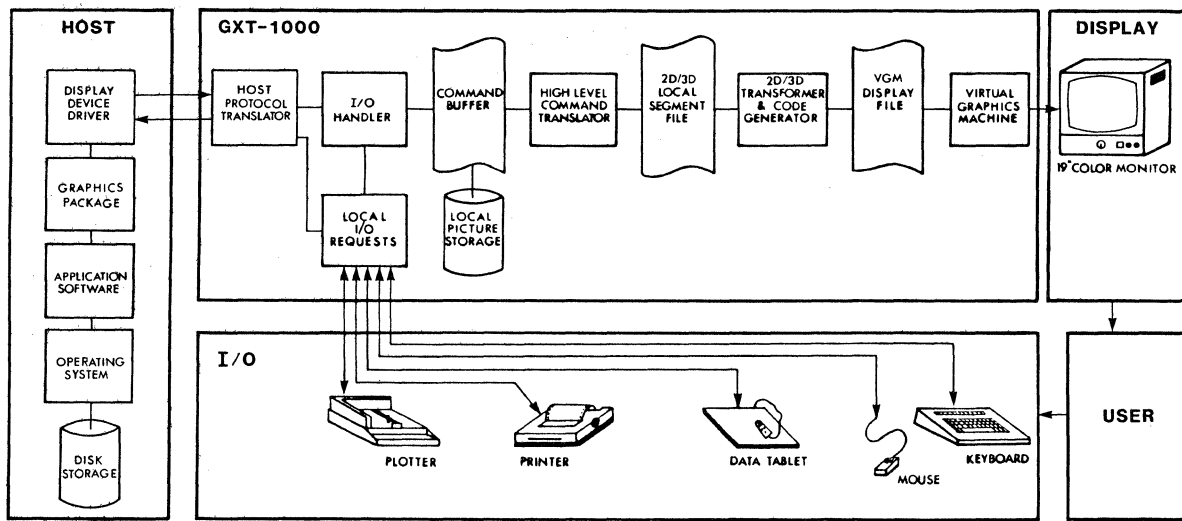 HOST
DISPLAY
DEVICE
DRIVER
GRAPHICS
PACKAGE
APPLICATION
SOFTWARE
OPERATING
SYSTEM
DISK
STORAGE
GXT-1000
HOST
PROTOCOL
TRANSLATOR
I/O
HANDLER
COMMAND
BUFFER
HIGH LEVEL
COMMAND
TRANSLATOR
2D/3D
LOCAL
SEGMENT
FILE
2D/3D
TRANSFORMER
& CODE
GENERATOR
VGM
DISPLAY
FILE
VIRTUAL
GRAPHICS
MACHINE
LOCAL
I/O
REQUESTS
LOCAL
PICTURE
STORAGE
DISPLAY
19" COLOR MONITOR
I/O
PLOTTER
PRINTER
DATA TABLET
MOUSE
KEYBOARD
USER